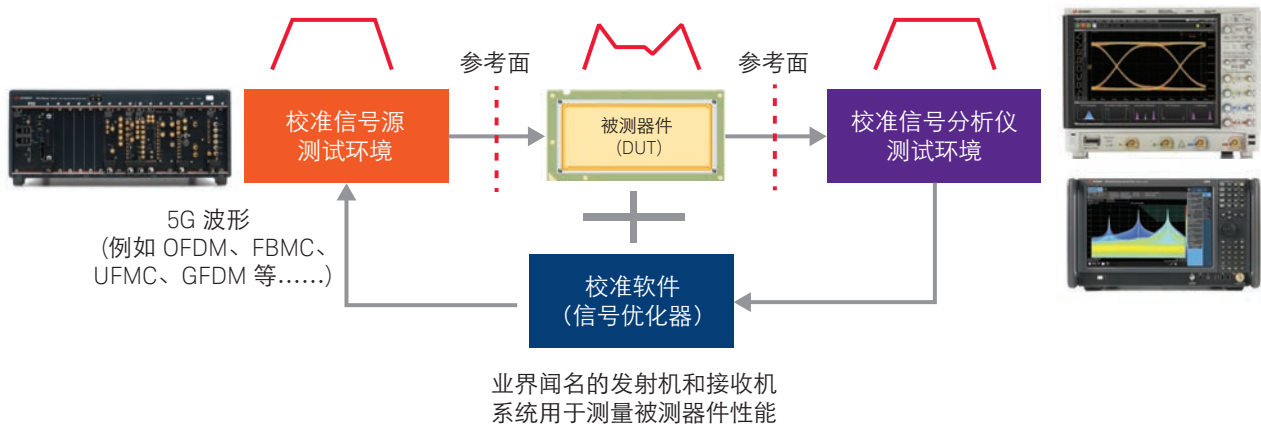 参考面
参考面
校准信号源
测试环境
被测器件
(DUT)
校准信号分析仪
测试环境
5G 波形
(例如 OFDM、FBMC、
UFMC、GFDM 等……)
校准软件
(信号优化器)
业界闻名的发射机和接收机
系统用于测量被测器件性能